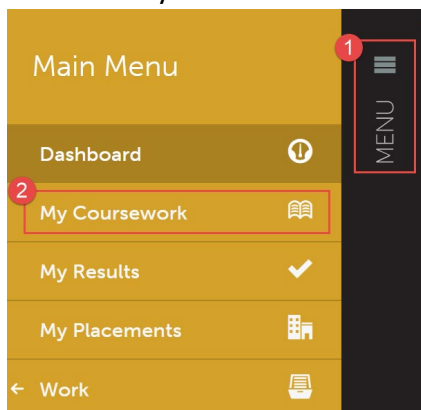 Main Menu
1
MENU
Dashboard
2
My Coursework
My Results
My Placements
Work